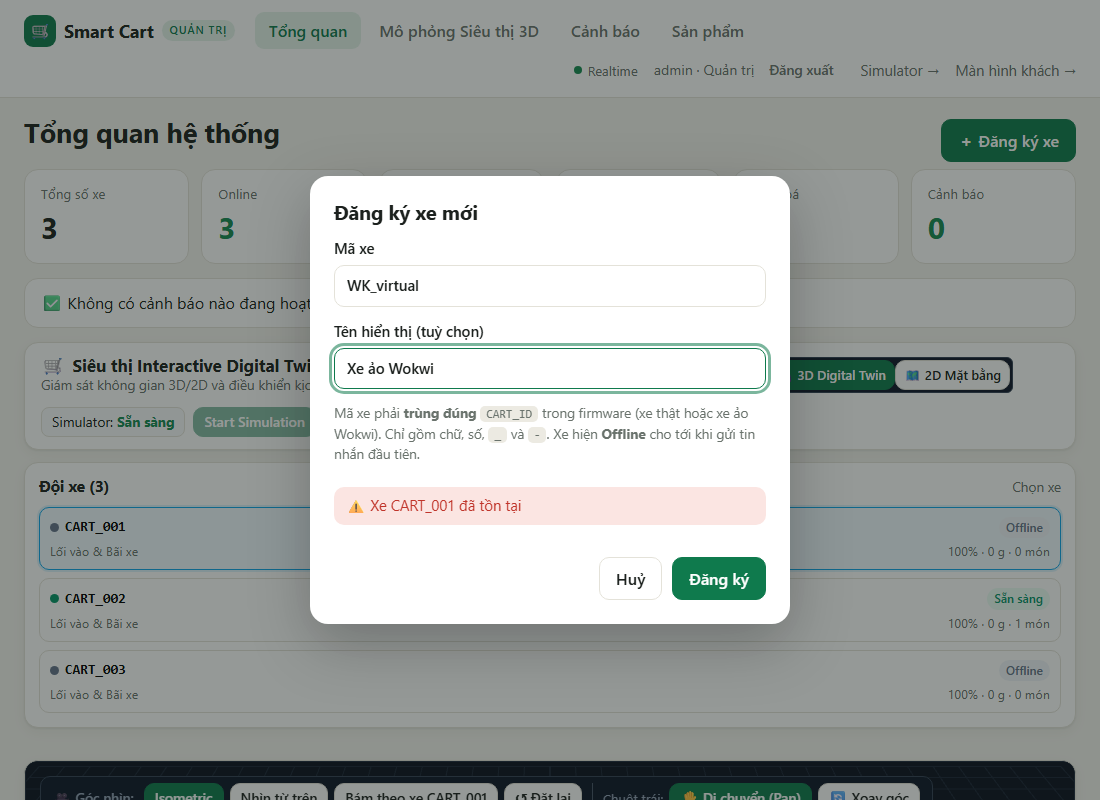 Smart Cart QUẢN TRỊ Tổng quan Mô phỏng Siêu thị 3D Cảnh báo Sản phẩm
Realtime admin · Quản trị Đăng xuất Simulator → Màn hình khách →
Tổng quan hệ thống
+ Đăng ký xe
Tổng số xe
3
Online
3
Cảnh báo
0
Không có cảnh báo nào đang hoạt
Siêu thị Interactive Digital Twi
Giám sát không gian 3D/2D và điều khiển kịc
Simulator: Sẵn sàng Start Simulation
3D Digital Twin 2D Mặt bằng
Đăng ký xe mới
Mã xe
WK_virtual
Tên hiển thị (tuỳ chọn)
Xe ảo Wokwi
Mã xe phải trùng đúng CART_ID trong firmware (xe thật hoặc xe ảo
Wokwi). Chỉ gồm chữ, số, _ và -. Xe hiện Offline cho tới khi gửi tin
nhắn đầu tiên.
Xe CART_001 đã tồn tại
Huỷ Đăng ký
Đội xe (3) Chọn xe
CART_001 Offline
Lối vào & Bãi xe 100% · 0 g · 0 món
CART_002 Sẵn sàng
Lối vào & Bãi xe 100% · 0 g · 1 món
CART_003 Offline
Lối vào & Bãi xe 100% · 0 g · 0 món
Góc nhìn: Isometric Nhìn từ trên Bám theo xe CART_001 ↺ Đặt lại Chuột trái: Di chuyển (Pan) Xoay góc